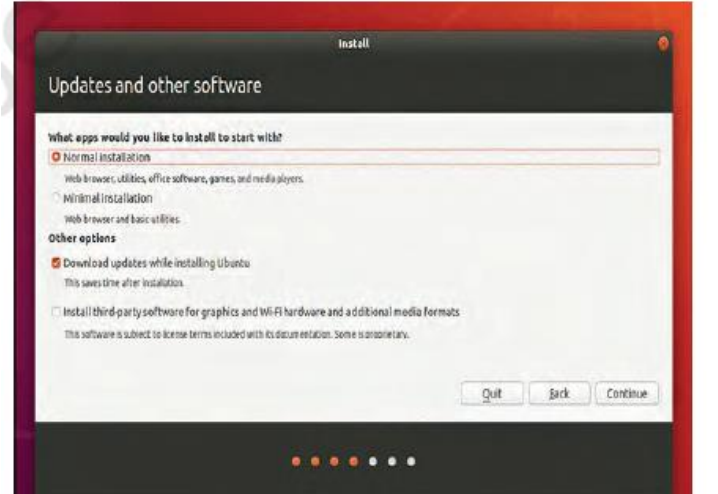 Install
Updates and other software
What apps would you like to install to start with?
Normal installation
Web browser, utilities, office software, games, and media players.
Minimal installation
Web browser and basic utilities.
Other options
Download updates while installing Ubuntu
This saves time after installation.
Install third-party software for graphics and Wi-Fi hardware and additional media formats
This software is subject to license terms included with its documentation. Some is proprietary.
Quit Back Continue